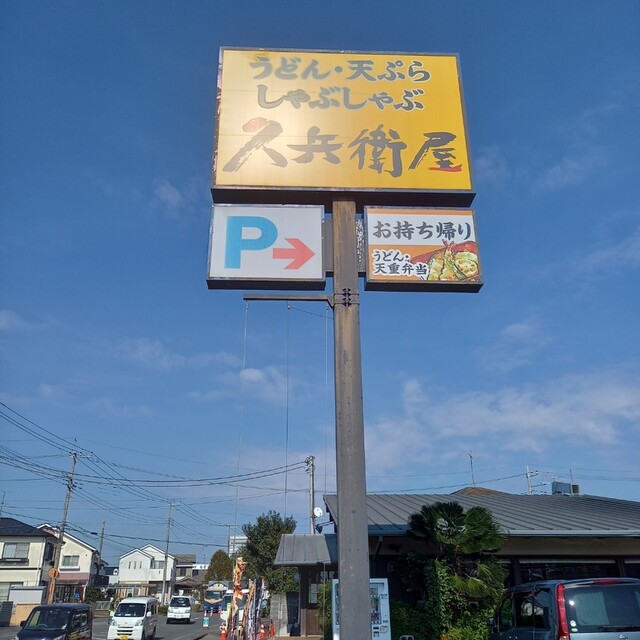 うどん・天ぷら
しゃぶしゃぶ
久兵衛屋
P
お持ち帰り
うどん・
天重弁当